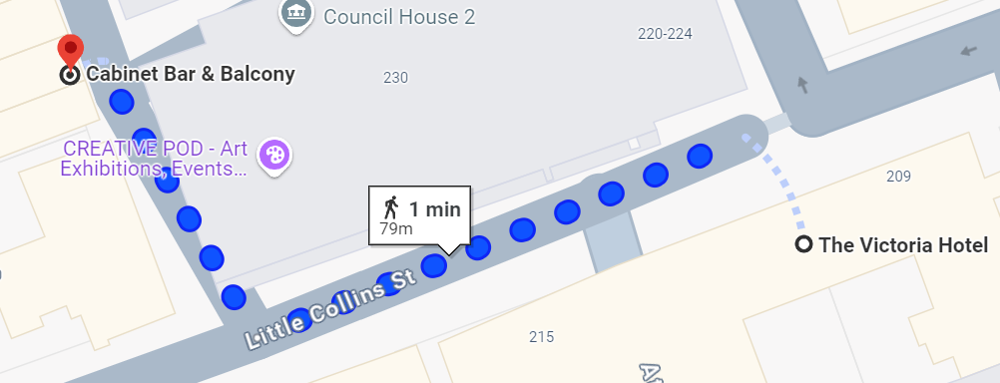 Council House 2
220-224
Cabinet Bar & Balcony
230
CREATIVE POD - Art
Exhibitions, Events...
209
1 min
79m
The Victoria Hotel
Little Collins St
215